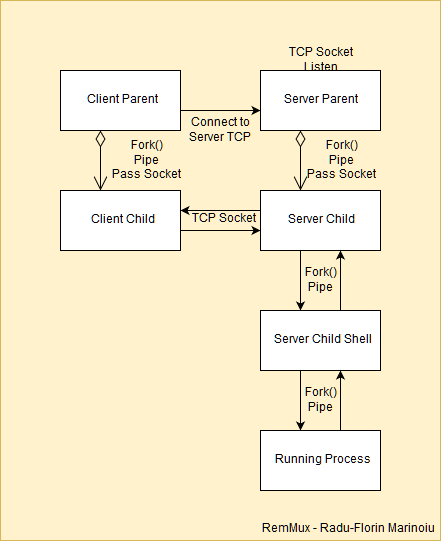 TCP Socket
Listen
Client Parent
Server Parent
Connect to
Server TCP
Fork()
Pipe
Pass Socket
Fork()
Pipe
Pass Socket
Client Child
TCP Socket
Server Child
Fork()
Pipe
Server Child Shell
Fork()
Pipe
Running Process
RemMux - Radu-Florin Marinoiu